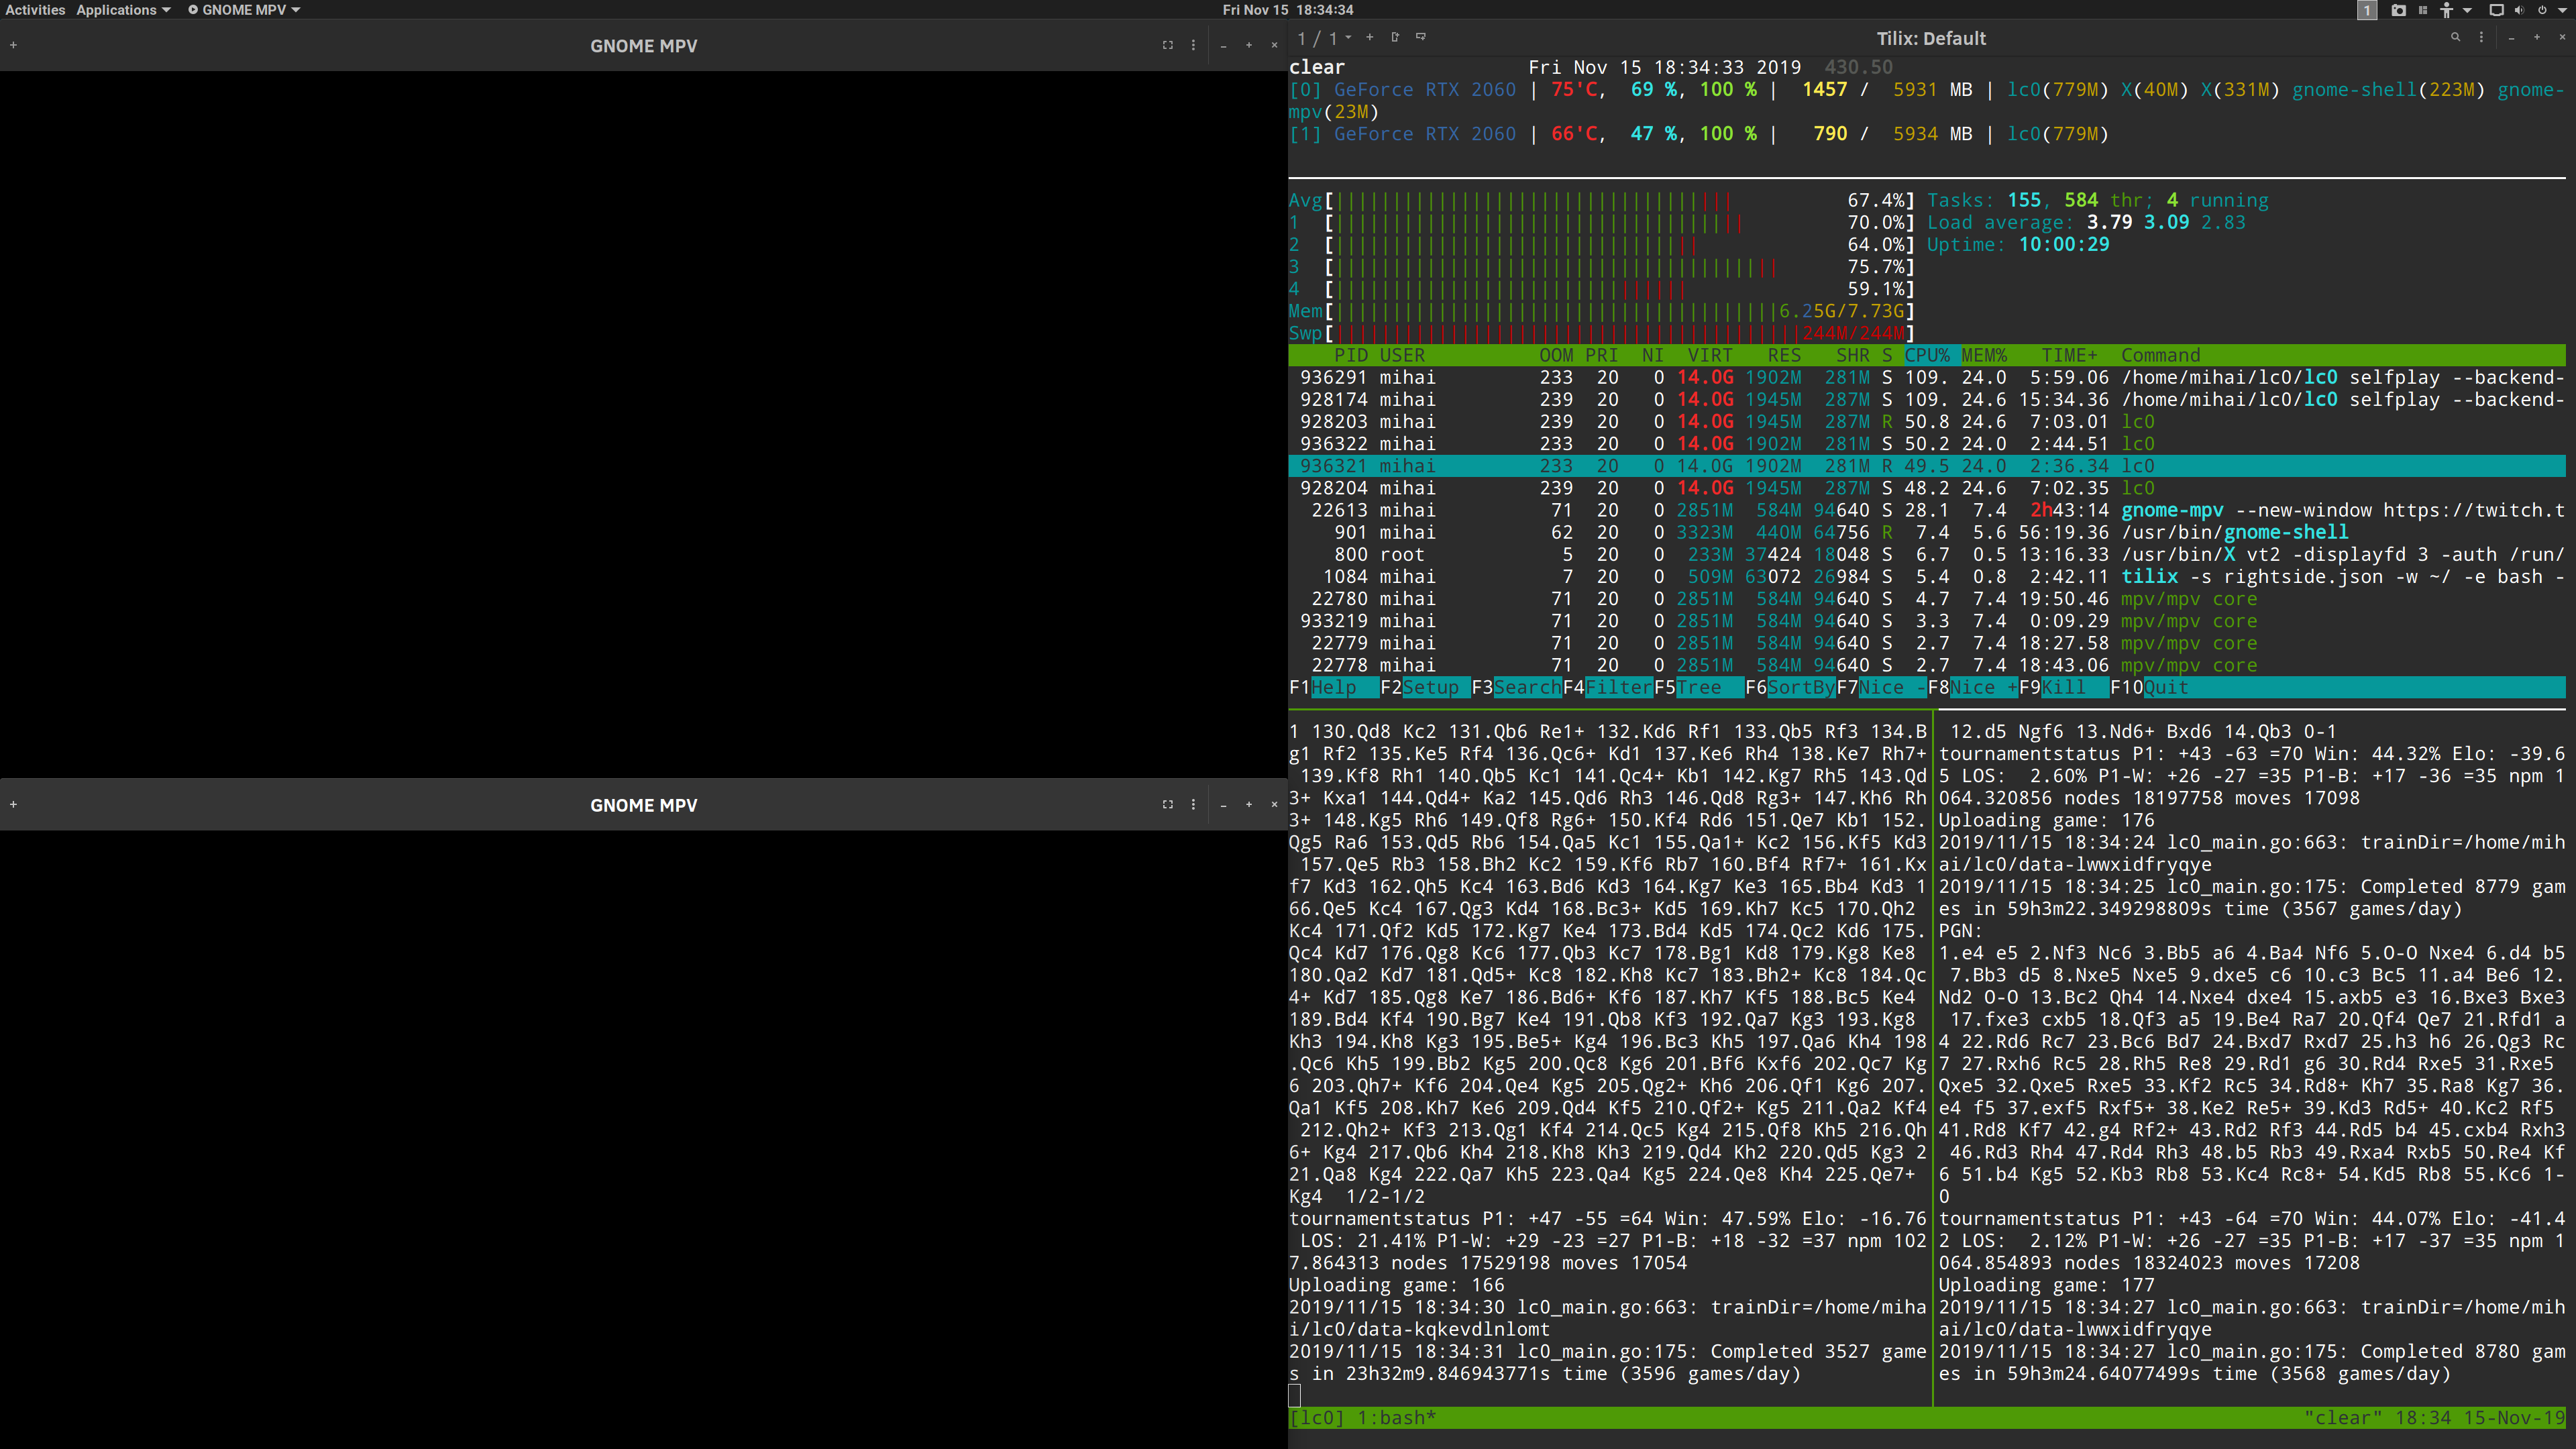 Activities Applications GNOME MPV Fri Nov 15 18:34:34 1
GNOME MPV
GNOME MPV
1 / 1 Tilix: Default
clear Fri Nov 15 18:34:33 2019 430.50
[0] GeForce RTX 2060 | 75'C, 69 %, 100 % | 1457 / 5931 MB | lc0(779M) X(40M) X(331M) gnome-shell(223M) gnome-
mpv(23M)
[1] GeForce RTX 2060 | 66'C, 47 %, 100 % | 790 / 5934 MB | lc0(779M)
Avg[ 67.4%] Tasks: 155, 584 thr; 4 running
1 [ 70.0%] Load average: 3.79 3.09 2.83
2 [ 64.0%] Uptime: 10:00:29
3 [ 75.7%]
4 [ 59.1%]
Mem[ 6.25G/7.73G]
Swp[ 244M/244M]
PID USER OOM PRI NI VIRT RES SHR S CPU% MEM% TIME+ Command
936291 mihai 233 20 0 14.0G 1902M 281M S 109. 24.0 5:59.06 /home/mihai/lc0/lc0 selfplay --backend-
928174 mihai 239 20 0 14.0G 1945M 287M S 109. 24.6 15:34.36 /home/mihai/lc0/lc0 selfplay --backend-
928203 mihai 239 20 0 14.0G 1945M 287M R 50.8 24.6 7:03.01 lc0
936322 mihai 233 20 0 14.0G 1902M 281M S 50.2 24.0 2:44.51 lc0
936321 mihai 233 20 0 14.0G 1902M 281M R 49.5 24.0 2:36.34 lc0
928204 mihai 239 20 0 14.0G 1945M 287M S 48.2 24.6 7:02.35 lc0
22613 mihai 71 20 0 2851M 584M 94640 S 28.1 7.4 2h43:14 gnome-mpv --new-window https://twitch.t
901 mihai 62 20 0 3323M 440M 64756 R 7.4 5.6 56:19.36 /usr/bin/gnome-shell
800 root 5 20 0 233M 37424 18048 S 6.7 0.5 13:16.33 /usr/bin/X vt2 -displayfd 3 -auth /run/
1084 mihai 7 20 0 509M 63072 26984 S 5.4 0.8 2:42.11 tilix -s rightside.json -w ~/ -e bash -
22780 mihai 71 20 0 2851M 584M 94640 S 4.7 7.4 19:50.46 mpv/mpv core
933219 mihai 71 20 0 2851M 584M 94640 S 3.3 7.4 0:09.29 mpv/mpv core
22779 mihai 71 20 0 2851M 584M 94640 S 2.7 7.4 18:27.58 mpv/mpv core
22778 mihai 71 20 0 2851M 584M 94640 S 2.7 7.4 18:43.06 mpv/mpv core
F1Help F2Setup F3SearchF4FilterF5Tree F6SortByF7Nice -F8Nice +F9Kill F10Quit
1 130.Qd8 Kc2 131.Qb6 Re1+ 132.Kd6 Rf1 133.Qb5 Rf3 134.B
g1 Rf2 135.Ke5 Rf4 136.Qc6+ Kd1 137.Ke6 Rh4 138.Ke7 Rh7+
139.Kf8 Rh1 140.Qb5 Kc1 141.Qc4+ Kb1 142.Kg7 Rh5 143.Qd
3+ Kxa1 144.Qd4+ Ka2 145.Qd6 Rh3 146.Qd8 Rg3+ 147.Kh6 Rh
3+ 148.Kg5 Rh6 149.Qf8 Rg6+ 150.Kf4 Rd6 151.Qe7 Kb1 152.
Qg5 Ra6 153.Qd5 Rb6 154.Qa5 Kc1 155.Qa1+ Kc2 156.Kf5 Kd3
157.Qe5 Rb3 158.Bh2 Kc2 159.Kf6 Rb7 160.Bf4 Rf7+ 161.Kx
f7 Kd3 162.Qh5 Kc4 163.Bd6 Kd3 164.Kg7 Ke3 165.Bb4 Kd3 1
66.Qe5 Kc4 167.Qg3 Kd4 168.Bc3+ Kd5 169.Kh7 Kc5 170.Qh2
Kc4 171.Qf2 Kd5 172.Kg7 Ke4 173.Bd4 Kd5 174.Qc2 Kd6 175.
Qc4 Kd7 176.Qg8 Kc6 177.Qb3 Kc7 178.Bg1 Kd8 179.Kg8 Ke8
180.Qa2 Kd7 181.Qd5+ Kc8 182.Kh8 Kc7 183.Bh2+ Kc8 184.Qc
4+ Kd7 185.Qg8 Ke7 186.Bd6+ Kf6 187.Kh7 Kf5 188.Bc5 Ke4
189.Bd4 Kf4 190.Bg7 Ke4 191.Qb8 Kf3 192.Qa7 Kg3 193.Kg8
Kh3 194.Kh8 Kg3 195.Be5+ Kg4 196.Bc3 Kh5 197.Qa6 Kh4 198
.Qc6 Kh5 199.Bb2 Kg5 200.Qc8 Kg6 201.Bf6 Kxf6 202.Qc7 Kg
6 203.Qh7+ Kf6 204.Qe4 Kg5 205.Qg2+ Kh6 206.Qf1 Kg6 207.
Qa1 Kf5 208.Kh7 Ke6 209.Qd4 Kf5 210.Qf2+ Kg5 211.Qa2 Kf4
212.Qh2+ Kf3 213.Qg1 Kf4 214.Qc5 Kg4 215.Qf8 Kh5 216.Qh
6+ Kg4 217.Qb6 Kh4 218.Kh8 Kh3 219.Qd4 Kh2 220.Qd5 Kg3 2
21.Qa8 Kg4 222.Qa7 Kh5 223.Qa4 Kg5 224.Qe8 Kh4 225.Qe7+
Kg4 1/2-1/2
tournamentstatus P1: +47 -55 =64 Win: 47.59% Elo: -16.76
LOS: 21.41% P1-W: +29 -23 =27 P1-B: +18 -32 =37 npm 102
7.864313 nodes 17529198 moves 17054
Uploading game: 166
2019/11/15 18:34:30 lc0_main.go:663: trainDir=/home/miha
i/lc0/data-kqkevdlnlomt
2019/11/15 18:34:31 lc0_main.go:175: Completed 3527 game
s in 23h32m9.846943771s time (3596 games/day)
12.d5 Ngf6 13.Nd6+ Bxd6 14.Qb3 0-1
tournamentstatus P1: +43 -63 =70 Win: 44.32% Elo: -39.6
5 LOS: 2.60% P1-W: +26 -27 =35 P1-B: +17 -36 =35 npm 1
064.320856 nodes 18197758 moves 17098
Uploading game: 176
2019/11/15 18:34:24 lc0_main.go:663: trainDir=/home/mih
ai/lc0/data-lwwxidfryqye
2019/11/15 18:34:25 lc0_main.go:175: Completed 8779 gam
es in 59h3m22.349298809s time (3567 games/day)
PGN:
1.e4 e5 2.Nf3 Nc6 3.Bb5 a6 4.Ba4 Nf6 5.O-O Nxe4 6.d4 b5
7.Bb3 d5 8.Nxe5 Nxe5 9.dxe5 c6 10.c3 Bc5 11.a4 Be6 12.
Nd2 O-O 13.Bc2 Qh4 14.Nxe4 dxe4 15.axb5 e3 16.Bxe3 Bxe3
17.fxe3 cxb5 18.Qf3 a5 19.Be4 Ra7 20.Qf4 Qe7 21.Rfd1 a
4 22.Rd6 Rc7 23.Bc6 Bd7 24.Bxd7 Rxd7 25.h3 h6 26.Qg3 Rc
7 27.Rxh6 Rc5 28.Rh5 Re8 29.Rd1 g6 30.Rd4 Rxe5 31.Rxe5
Qxe5 32.Qxe5 Rxe5 33.Kf2 Rc5 34.Rd8+ Kh7 35.Ra8 Kg7 36.
e4 f5 37.exf5 Rxf5+ 38.Ke2 Re5+ 39.Kd3 Rd5+ 40.Kc2 Rf5
41.Rd8 Kf7 42.g4 Rf2+ 43.Rd2 Rf3 44.Rd5 b4 45.cxb4 Rxh3
46.Rd3 Rh4 47.Rd4 Rh3 48.b5 Rb3 49.Rxa4 Rxb5 50.Re4 Kf
6 51.b4 Kg5 52.Kb3 Rb8 53.Kc4 Rc8+ 54.Kd5 Rb8 55.Kc6 1-
0
tournamentstatus P1: +43 -64 =70 Win: 44.07% Elo: -41.4
2 LOS: 2.12% P1-W: +26 -27 =35 P1-B: +17 -37 =35 npm 1
064.854893 nodes 18324023 moves 17208
Uploading game: 177
2019/11/15 18:34:27 lc0_main.go:663: trainDir=/home/mih
ai/lc0/data-lwwxidfryqye
2019/11/15 18:34:27 lc0_main.go:175: Completed 8780 gam
es in 59h3m24.64077499s time (3568 games/day)
[lc0] 1:bash* "clear" 18:34 15-Nov-19